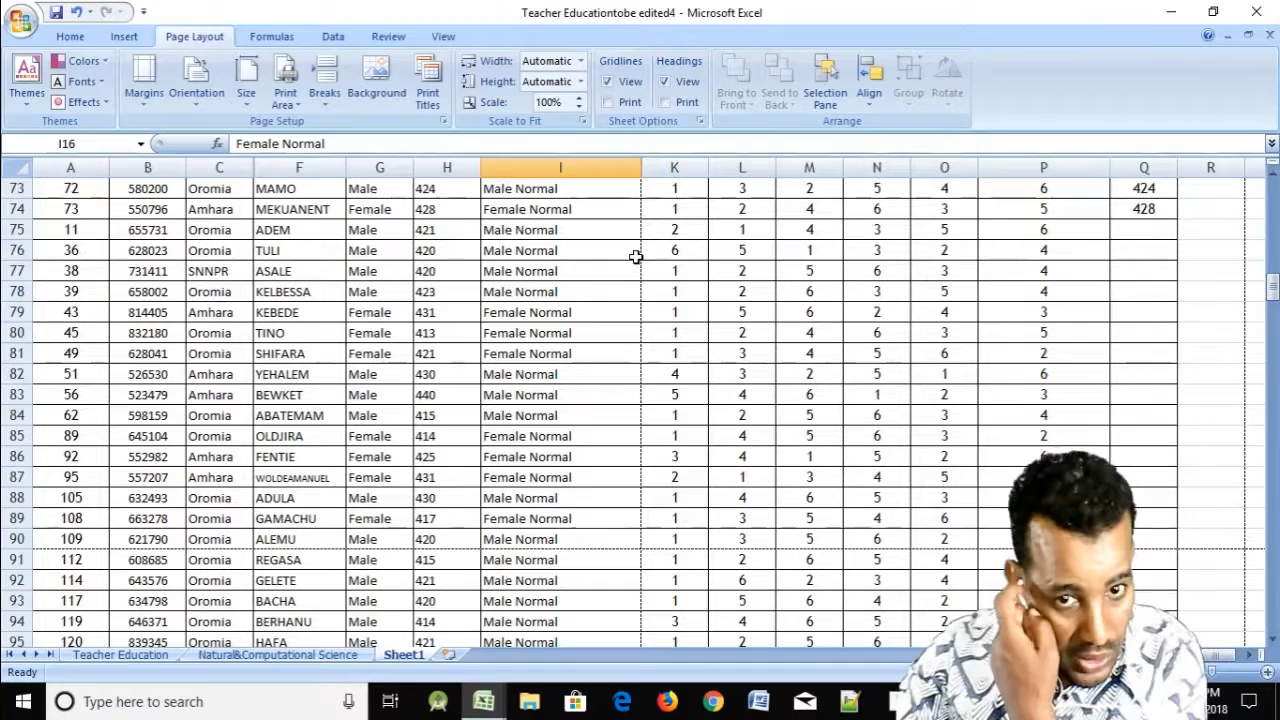 Teacher Educationtobe edited4 - Microsoft Excel
Home Insert Page Layout Formulas Data Review View
Colors Width: Automatic Gridlines Headings
Fonts Height: Automatic View View
Themes Effects Margins Orientation Size Print Area Breaks Background Print Titles Scale: 100% Print Print Bring to Front Send to Back Selection Pane Align Group Rotate
Themes Page Setup Scale to Fit Sheet Options Arrange
I16 fx Female Normal
A B C F G H I K L M N O P Q R
73 72 580200 Oromia MAMO Male 424 Male Normal 1 3 2 5 4 6 424
74 73 550796 Amhara MEKUANENT Female 428 Female Normal 1 2 4 6 3 5 428
75 11 655731 Oromia ADEM Male 421 Male Normal 2 1 4 3 5 6
76 36 628023 Oromia TULI Male 420 Male Normal 6 5 1 3 2 4
77 38 731411 SNNPR ASALE Male 420 Male Normal 1 2 5 6 3 4
78 39 658002 Oromia KELBESSA Male 423 Male Normal 1 2 6 3 5 4
79 43 814405 Amhara KEBEDE Female 431 Female Normal 1 5 6 2 4 3
80 45 832180 Oromia TINO Female 413 Female Normal 1 2 4 6 3 5
81 49 628041 Oromia SHIFARA Female 421 Female Normal 1 3 4 5 6 2
82 51 526530 Amhara YEHALEM Male 430 Male Normal 4 3 2 5 1 6
83 56 523479 Amhara BEWKET Male 440 Male Normal 5 4 6 1 2 3
84 62 598159 Oromia ABATEMAM Male 415 Male Normal 1 2 5 6 3 4
85 89 645104 Oromia OLDJIRA Female 414 Female Normal 1 4 5 6 3 2
86 92 552982 Amhara FENTIE Female 425 Female Normal 3 4 1 5 2
87 95 557207 Amhara WOLDEAMANUEL Female 431 Female Normal 2 1 3 4 5
88 105 632493 Oromia ADULA Male 430 Male Normal 1 4 6 5 3
89 108 663278 Oromia GAMACHU Female 417 Female Normal 1 3 5 4 6
90 109 621790 Oromia ALEMU Male 420 Male Normal 1 3 5 6 2
91 112 608685 Oromia REGASA Male 415 Male Normal 1 2 6 5 4
92 114 643576 Oromia GELETE Male 421 Male Normal 1 6 2 3 4
93 117 634798 Oromia BACHA Male 420 Male Normal 1 5 6 4 2
94 119 646371 Oromia BERHANU Male 414 Male Normal 3 4 6 5 2
95 120 839345 Oromia HAFA Male 421 Male Normal 1 2 5 6
Teacher Education Natural&Computational Science Sheet1
Ready
Type here to search
2018